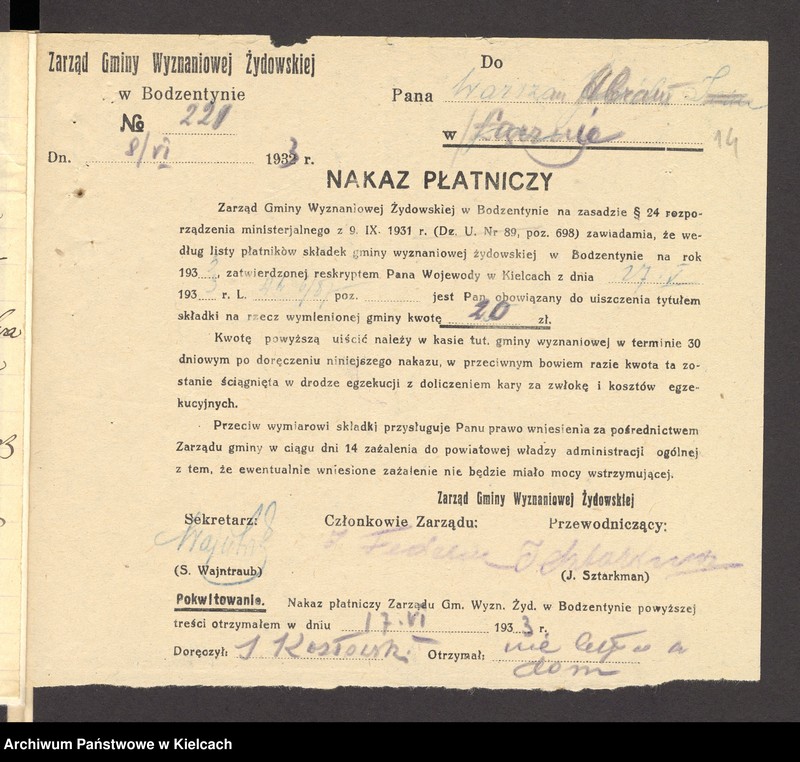 Zarząd Gminy Wyznaniowej Żydowskiej
w Bodzentynie
№ 220
Dn. 8/VI 1933 r.
Do
Pana Warszan
w
14
NAKAZ PŁATNICZY
Zarząd Gminy Wyznaniowej Żydowskiej w Bodzentynie na zasadzie § 24 rozpo-
rządzenia ministerjalnego z 9. IX. 1931 r. (Dz. U. Nr 89, poz. 698) zawiadamia, że we-
dług listy płatników składek gminy wyznaniowej żydowskiej w Bodzentynie na rok
1933, zatwierdzonej reskryptem Pana Wojewody w Kielcach z dnia 27. V
1933 r. L. poz. jest Pan obowiązany do uiszczenia tytułem
składki na rzecz wymienionej gminy kwotę 20 zł.
Kwotę powyższą uiścić należy w kasie tut. gminy wyznaniowej w terminie 30
dniowym po doręczeniu niniejszego nakazu, w przeciwnym bowiem razie kwota ta zo-
stanie ściągnięta w drodze egzekucji z doliczeniem kary za zwłokę i kosztów egze-
kucyjnych.
Przeciw wymiarowi składki przysługuje Panu prawo wniesienia za pośrednictwem
Zarządu gminy w ciągu dni 14 zażalenia do powiatowej władzy administracji ogólnej
z tem, że ewentualnie wniesione zażalenie nie będzie miało mocy wstrzymującej.
Zarząd Gminy Wyznaniowej Żydowskiej
Sekretarz: Członkowie Zarządu: Przewodniczący:
(S. Wajntraub) (J. Sztarkman)
Pokwitowanie. Nakaz płatniczy Zarządu Gm. Wyzn. Żyd. w Bodzentynie powyższej
treści otrzymałem w dniu 17. VI 1933 r.
Doręczył: J Kozłowski Otrzymał: nie
dom
Archiwum Państwowe w Kielcach